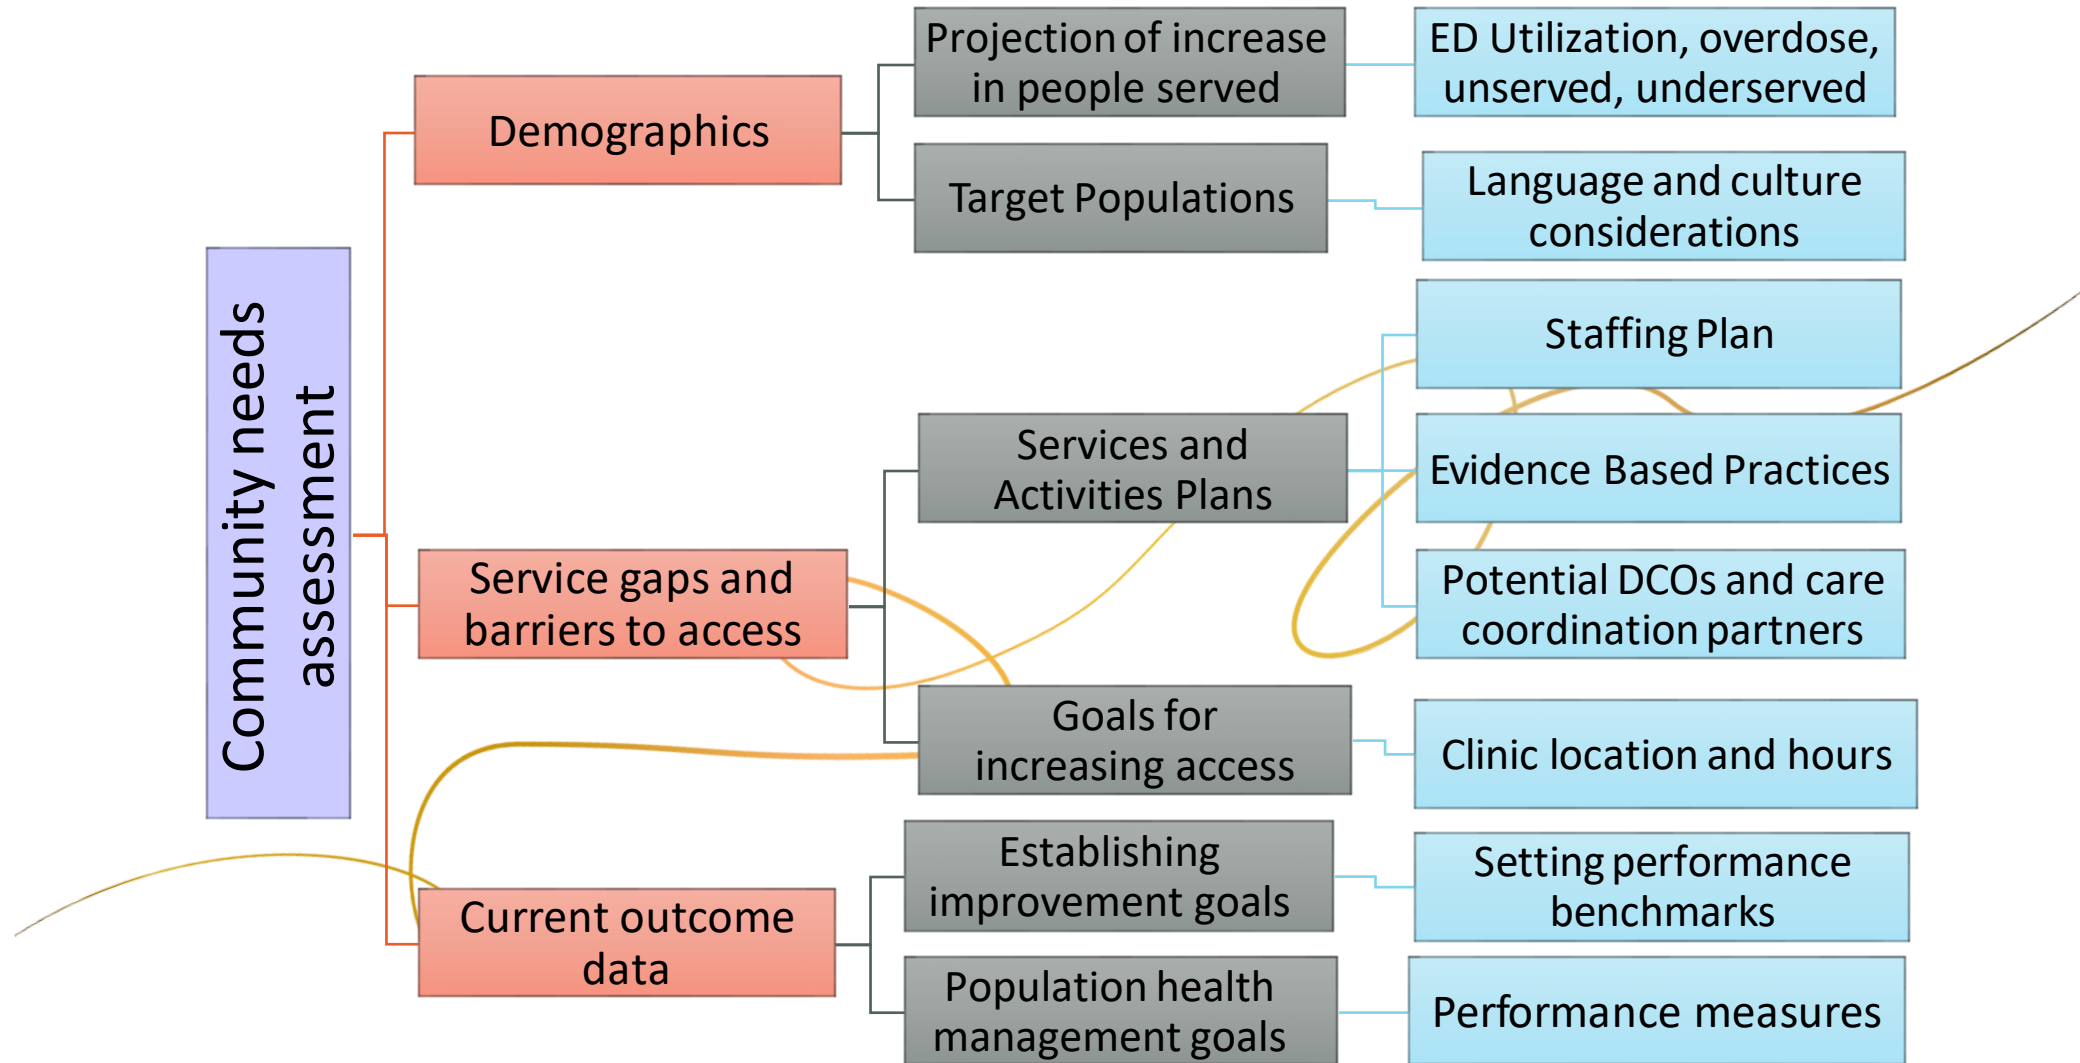 Community needs
assessment
Demographics
Projection of increase
in people served
ED Utilization, overdose,
unserved, underserved
Target Populations
Language and culture
considerations
Service gaps and
barriers to access
Services and
Activities Plans
Staffing Plan
Evidence Based Practices
Potential DCOs and care
coordination partners
Goals for
increasing access
Clinic location and hours
Current outcome
data
Establishing
improvement goals
Setting performance
benchmarks
Population health
management goals
Performance measures